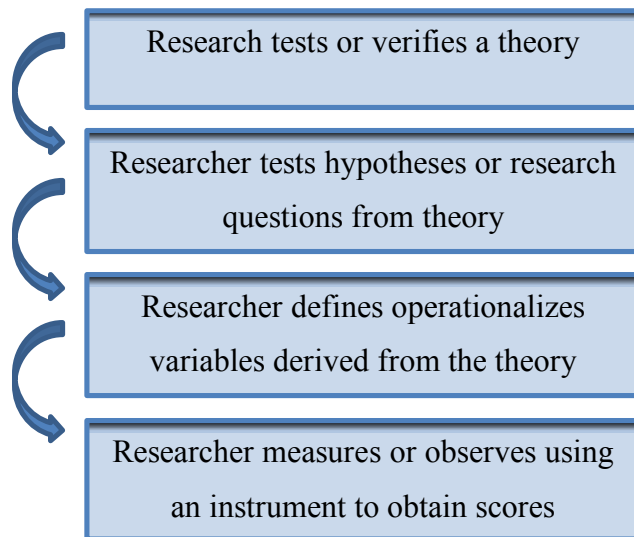 Research tests or verifies a theory
Researcher tests hypotheses or research
questions from theory
Researcher defines operationalizes
variables derived from the theory
Researcher measures or observes using
an instrument to obtain scores